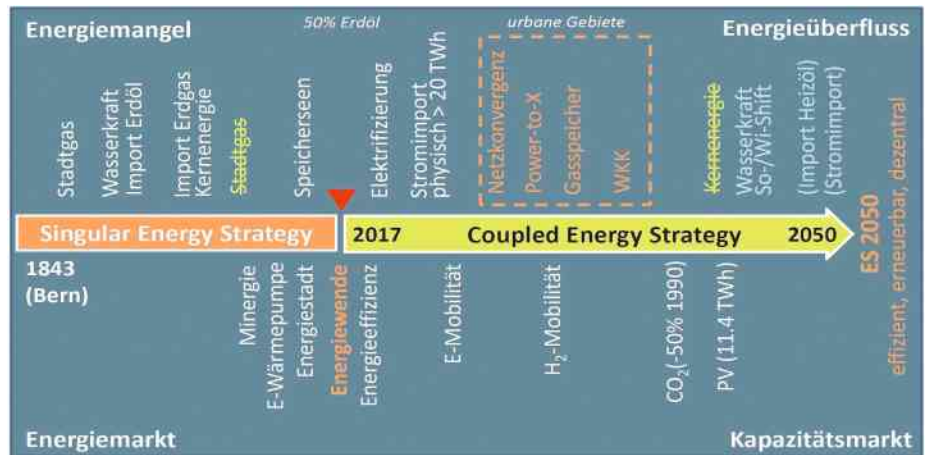 Energiemangel
50% Erdöl
urbane Gebiete
Energieüberfluss
Stadtgas
Wasserkraft
Import Erdöl
Import Erdgas
Kernenergie
Stadtgas
Speicherseen
Elektrifizierung
Stromimport
physisch > 20 TWh
Netzkonvergenz
Power-to-X
Gasspeicher
WKK
Kernenergie
Wasserkraft
So-/Wi-Shift
(Import Heizöl)
(Stromimport)
Singular Energy Strategy
2017
Coupled Energy Strategy
2050
ES 2050
effizient, erneuerbar, dezentral
1843
(Bern)
Minergie
E-Wärmepumpe
Energiestadt
Energiewende
Energieeffizienz
E-Mobilität
H₂-Mobilität
CO₂(-50% 1990)
PV (11.4 TWh)
Energiemarkt
Kapazitätsmarkt